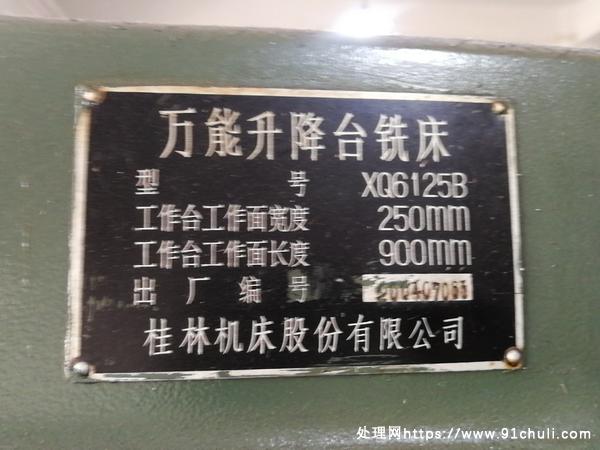 万能升降台铣床
型号 XQ6125B
工作台工作面宽度 250mm
工作台工作面长度 900mm
出厂编号
桂林机床股份有限公司
处理网https://www.91chuli.com/